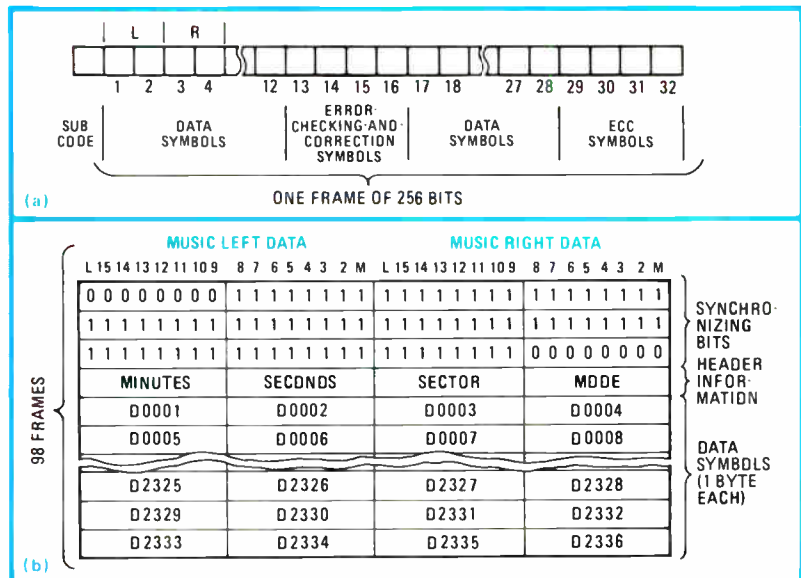 L R
1 2 3 4 12 13 14 15 16 17 18 27 28 29 30 31 32
SUB CODE
DATA SYMBOLS
ERROR-CHECKING-AND-CORRECTION SYMBOLS
DATA SYMBOLS
ECC SYMBOLS
ONE FRAME OF 256 BITS
(a)
MUSIC LEFT DATA MUSIC RIGHT DATA
L 15 14 13 12 11 10 9 8 7 6 5 4 3 2 M L 15 14 13 12 11 10 9 8 7 6 5 4 3 2 M
0 0 0 0 0 0 0 0 1 1 1 1 1 1 1 1 1 1 1 1 1 1 1 1 1 1 1 1 1 1 1 1
1 1 1 1 1 1 1 1 1 1 1 1 1 1 1 1 1 1 1 1 1 1 1 1 1 1 1 1 1 1 1 1
1 1 1 1 1 1 1 1 1 1 1 1 1 1 1 1 1 1 1 1 1 1 1 1 0 0 0 0 0 0 0 0
SYNCHRO-
NIZING
BITS
MINUTES SECONDS SECTOR MODE
HEADER
INFOR-
MATION
D0001 D0002 D0003 D0004
D0005 D0006 D0007 D0008
D2325 D2326 D2327 D2328
D2329 D2330 D2331 D2332
D2333 D2334 D2335 D2336
DATA
SYMBOLS
(1 BYTE
EACH)
98 FRAMES
(b)